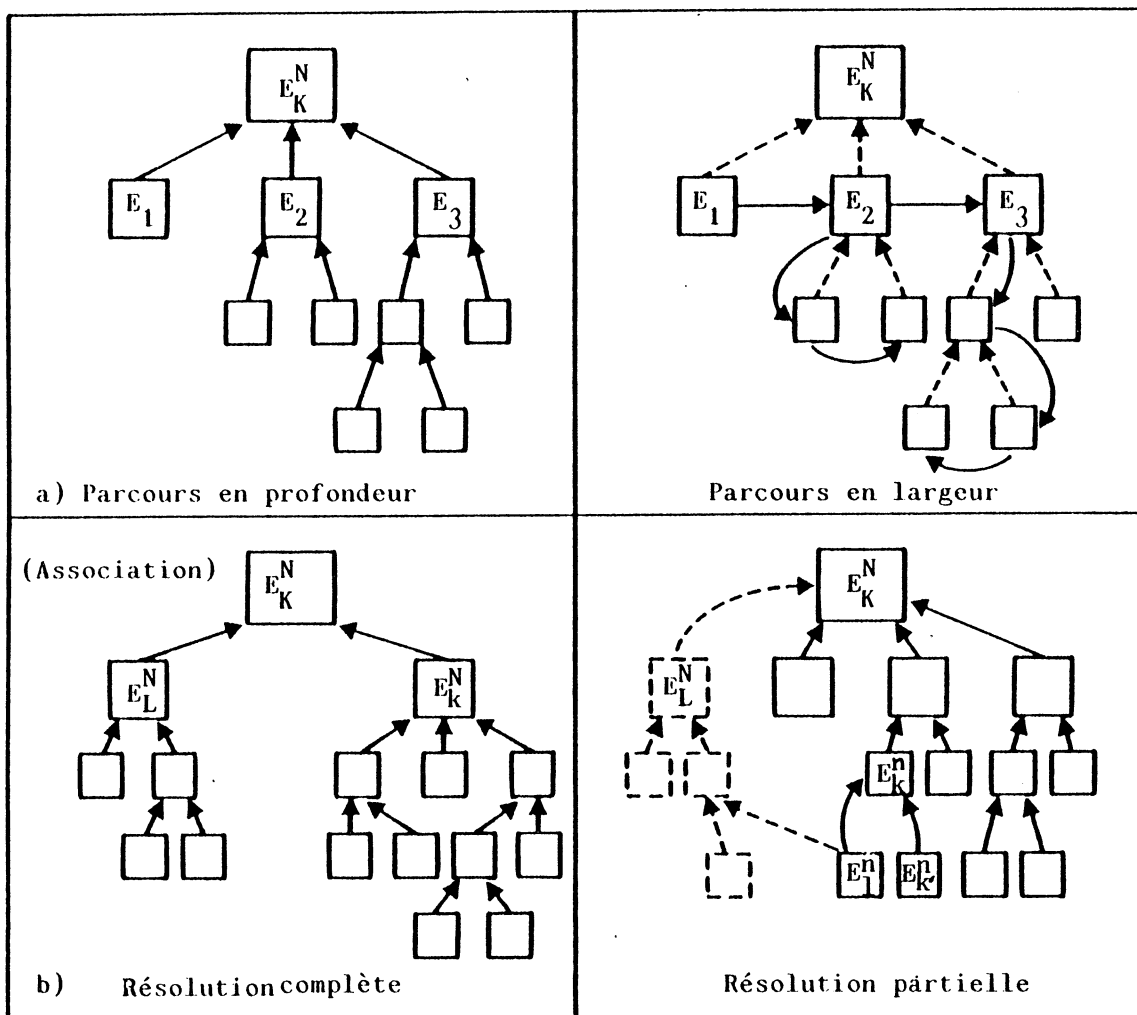 E_K^N
E_1
E_2
E_3
a) Parcours en profondeur
E_K^N
E_1
E_2
E_3
Parcours en largeur
(Association)
E_K^N
E_L^N
E_k^N
b) Résolution complète
E_K^N
E_L^N
E_k^n
E_l^n
E_k'^n
Résolution partielle